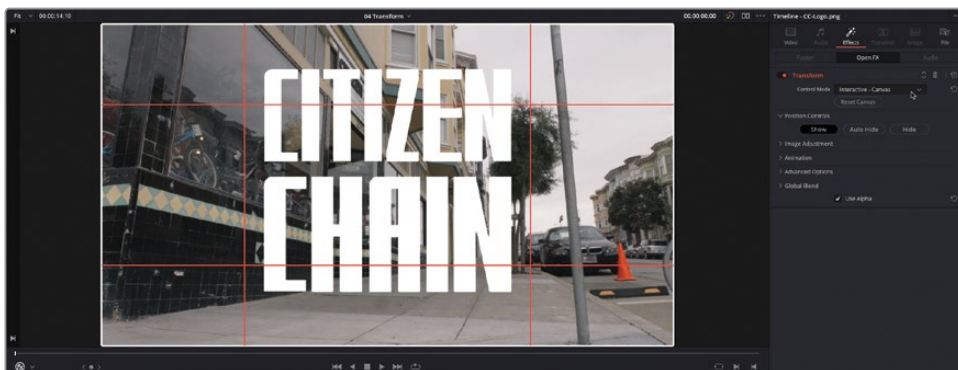 Fit 00:00:14:10 04 Transform 00:00:00:00 Timeline - CC-Logo.png
Video Audio Effects Transitions Image File
Fusion Open FX Audio
Transform
Control Mode Interactive - Canvas
Reset Canvas
Position Controls
Show Auto Hide Hide
Image Adjustment
Animation
Advanced Options
Global Blend
Use Alpha
CITIZEN
CHAIN